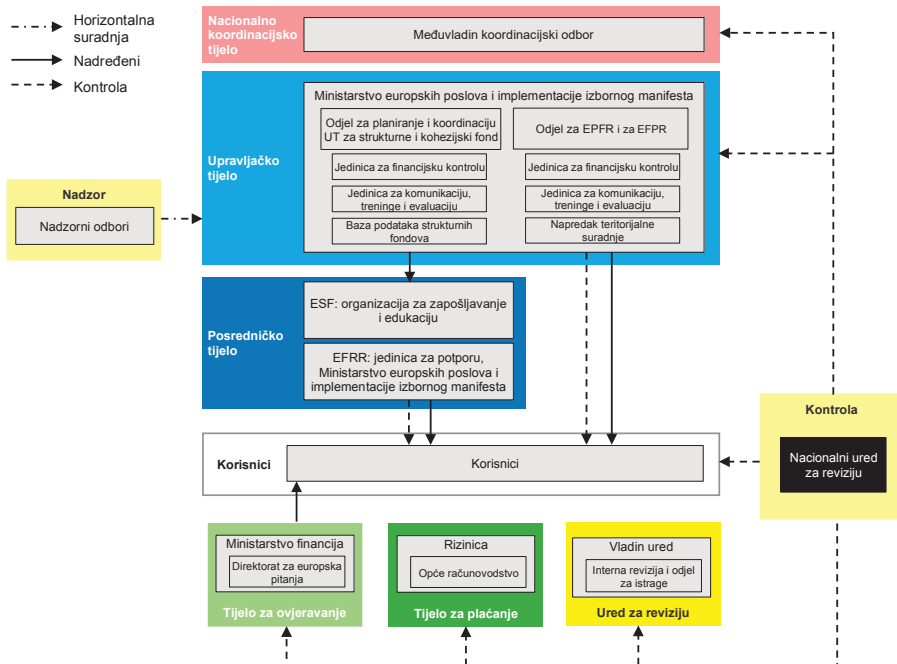 Horizontalna
suradnja
Nadređeni
Kontrola
Nacionalno
koordinacijsko
tijelo
Međuvladin koordinacijski odbor
Upravljačko
tijelo
Ministarstvo europskih poslova i implementacije izbornog manifesta
Odjel za planiranje i koordinaciju
UT za strukturne i kohezijski fond
Jedinica za financijsku kontrolu
Jedinica za komunikaciju,
treninge i evaluaciju
Baza podataka strukturnih
fondova
Odjel za EPFR i za EFPR
Jedinica za financijsku kontrolu
Jedinica za komunikaciju,
treninge i evaluaciju
Napredak teritorijalne
suradnje
Nadzor
Nadzorni odbori
Posredničko
tijelo
ESF: organizacija za zapošljavanje
i edukaciju
EFRR: jedinica za potporu,
Ministarstvo europskih poslova i
implementacije izbornog manifesta
Kontrola
Nacionalni ured
za reviziju
Korisnici
Korisnici
Ministarstvo financija
Direktorat za europska
pitanja
Tijelo za ovjeravanje
Rizinica
Opće računovodstvo
Tijelo za plaćanje
Vladin ured
Interna revizija i odjel
za istrage
Ured za reviziju